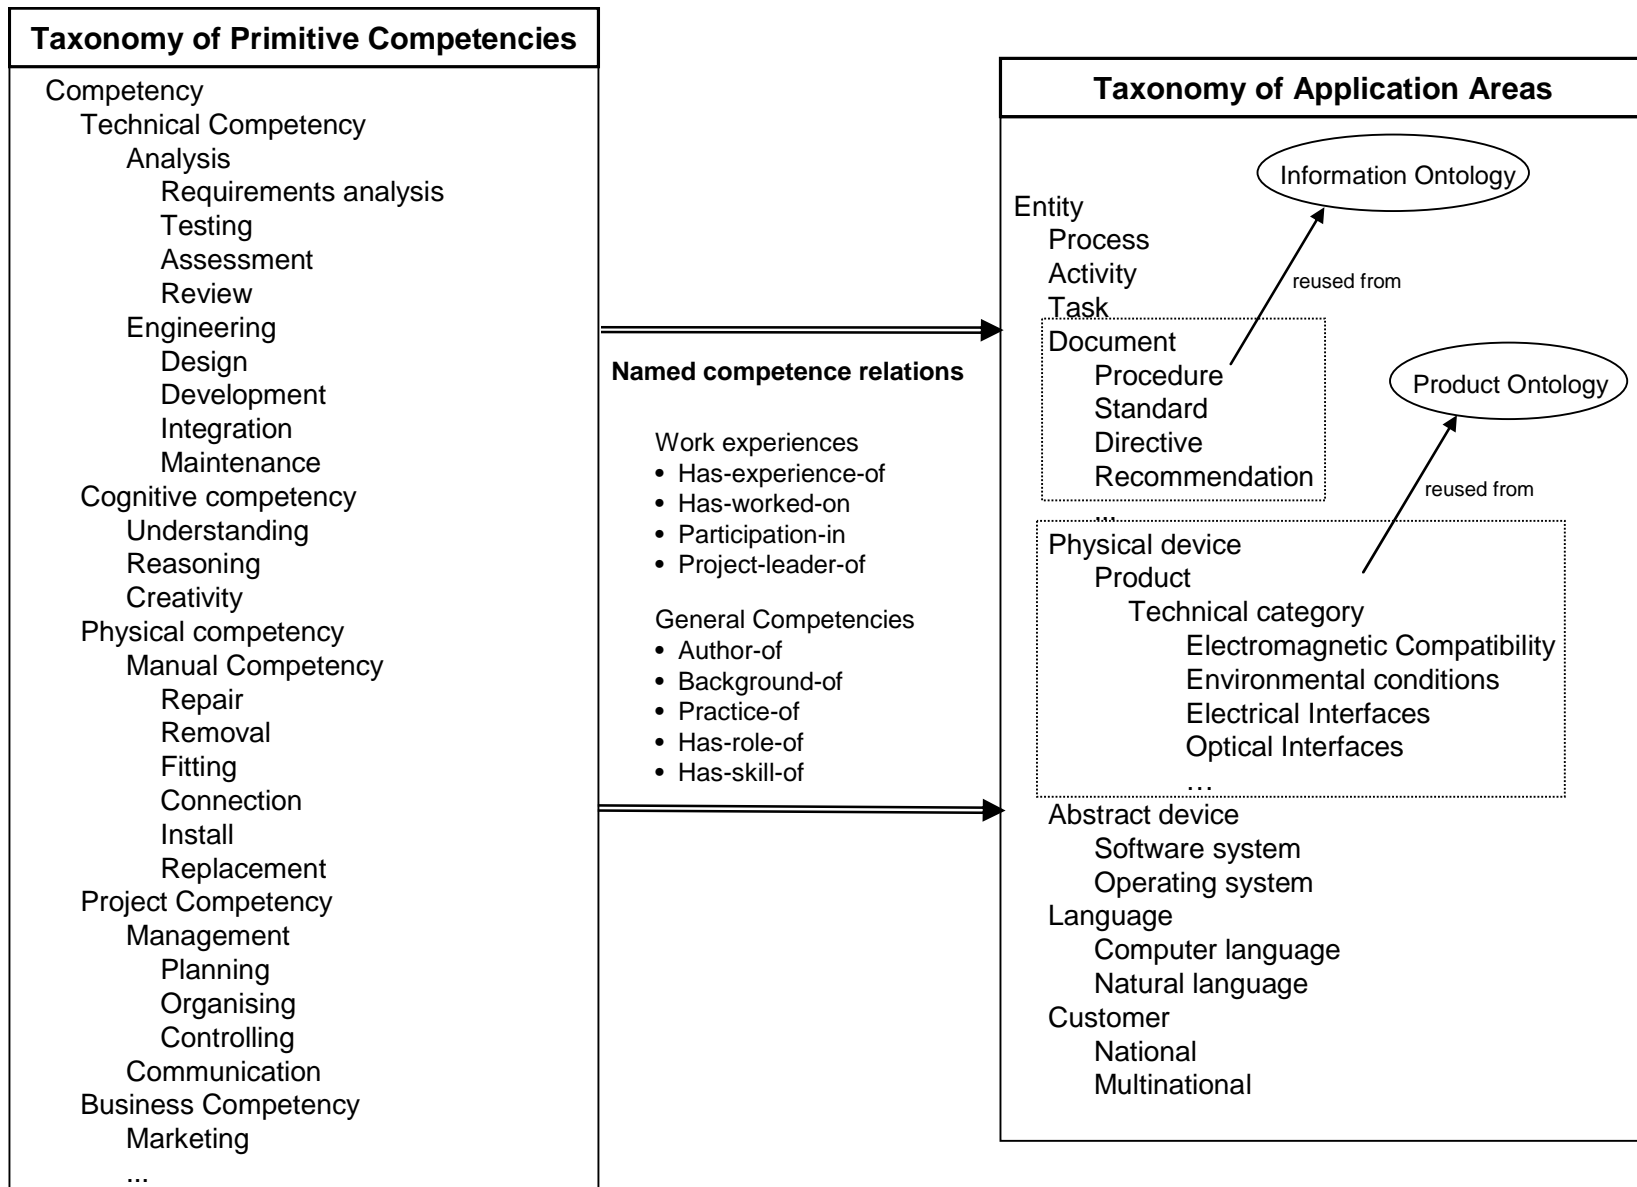 Taxonomy of Primitive Competencies
Competency
Technical Competency
Analysis
Requirements analysis
Testing
Assessment
Review
Engineering
Design
Development
Integration
Maintenance
Cognitive competency
Understanding
Reasoning
Creativity
Physical competency
Manual Competency
Repair
Removal
Fitting
Connection
Install
Replacement
Project Competency
Management
Planning
Organising
Controlling
Communication
Business Competency
Marketing
...
Named competence relations
Work experiences
• Has-experience-of
• Has-worked-on
• Participation-in
• Project-leader-of
General Competencies
• Author-of
• Background-of
• Practice-of
• Has-role-of
• Has-skill-of
Taxonomy of Application Areas
Information Ontology
Entity
Process
Activity
reused from
Task
Document
Procedure
Product Ontology
Standard
Directive
Recommendation
reused from
...
Physical device
Product
Technical category
Electromagnetic Compatibility
Environmental conditions
Electrical Interfaces
Optical Interfaces
...
Abstract device
Software system
Operating system
Language
Computer language
Natural language
Customer
National
Multinational